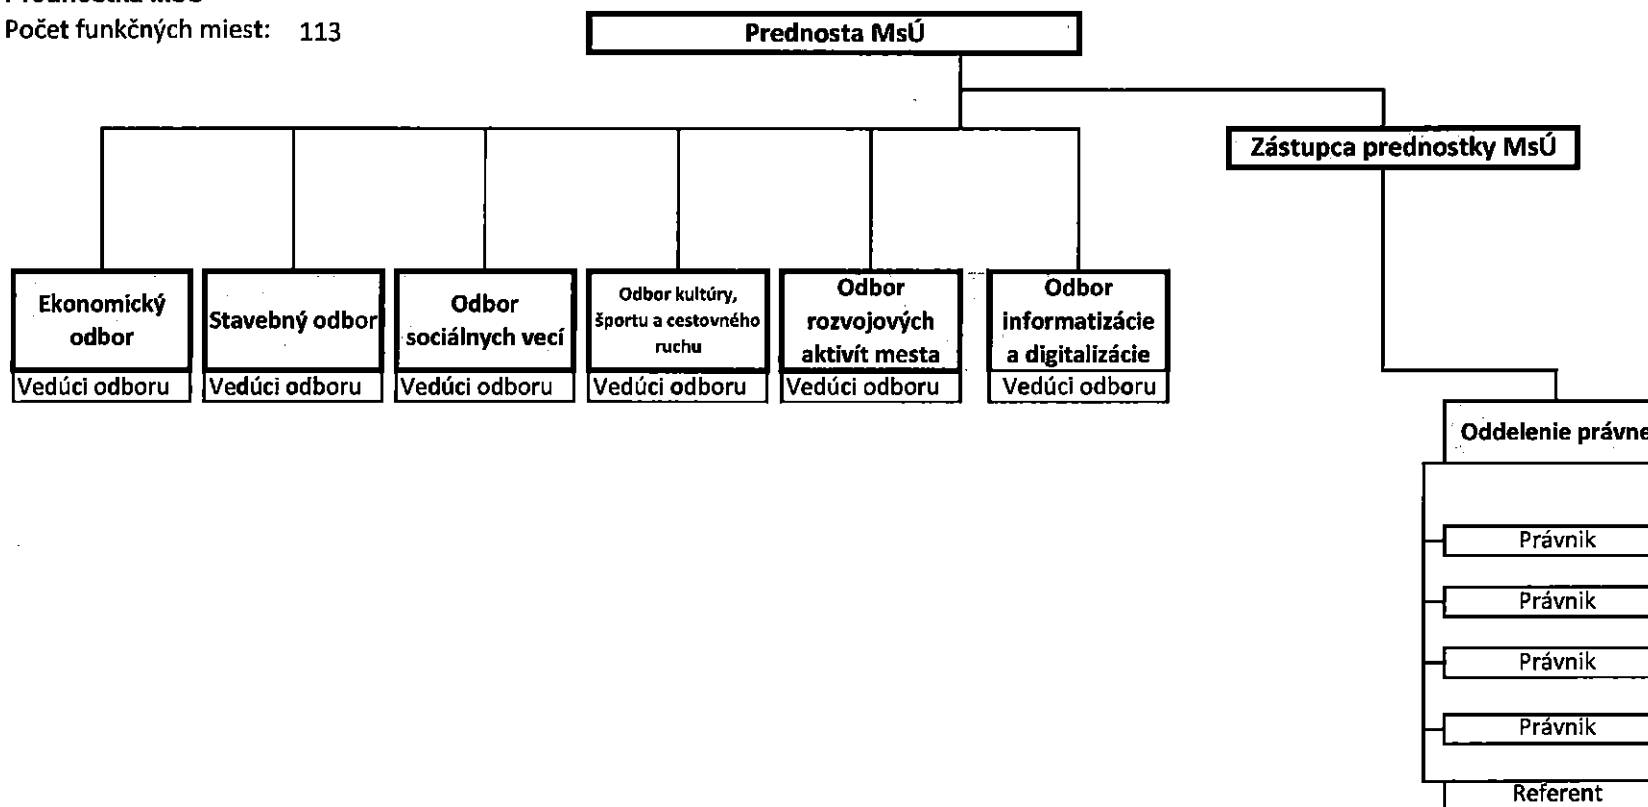 Počet funkčných miest: 113
Prednosta MsÚ
Zástupca prednostky MsÚ
Ekonomický
odbor
Vedúci odboru
Stavebný odbor
Vedúci odboru
Odbor
sociálnych vecí
Vedúci odboru
Odbor kultúry,
športu a cestovného
ruchu
Vedúci odboru
Odbor
rozvojových
aktivít mesta
Vedúci odboru
Odbor
informatizácie
a digitalizácie
Vedúci odboru
Oddelenie právne
Právnik
Právnik
Právnik
Právnik
Referent